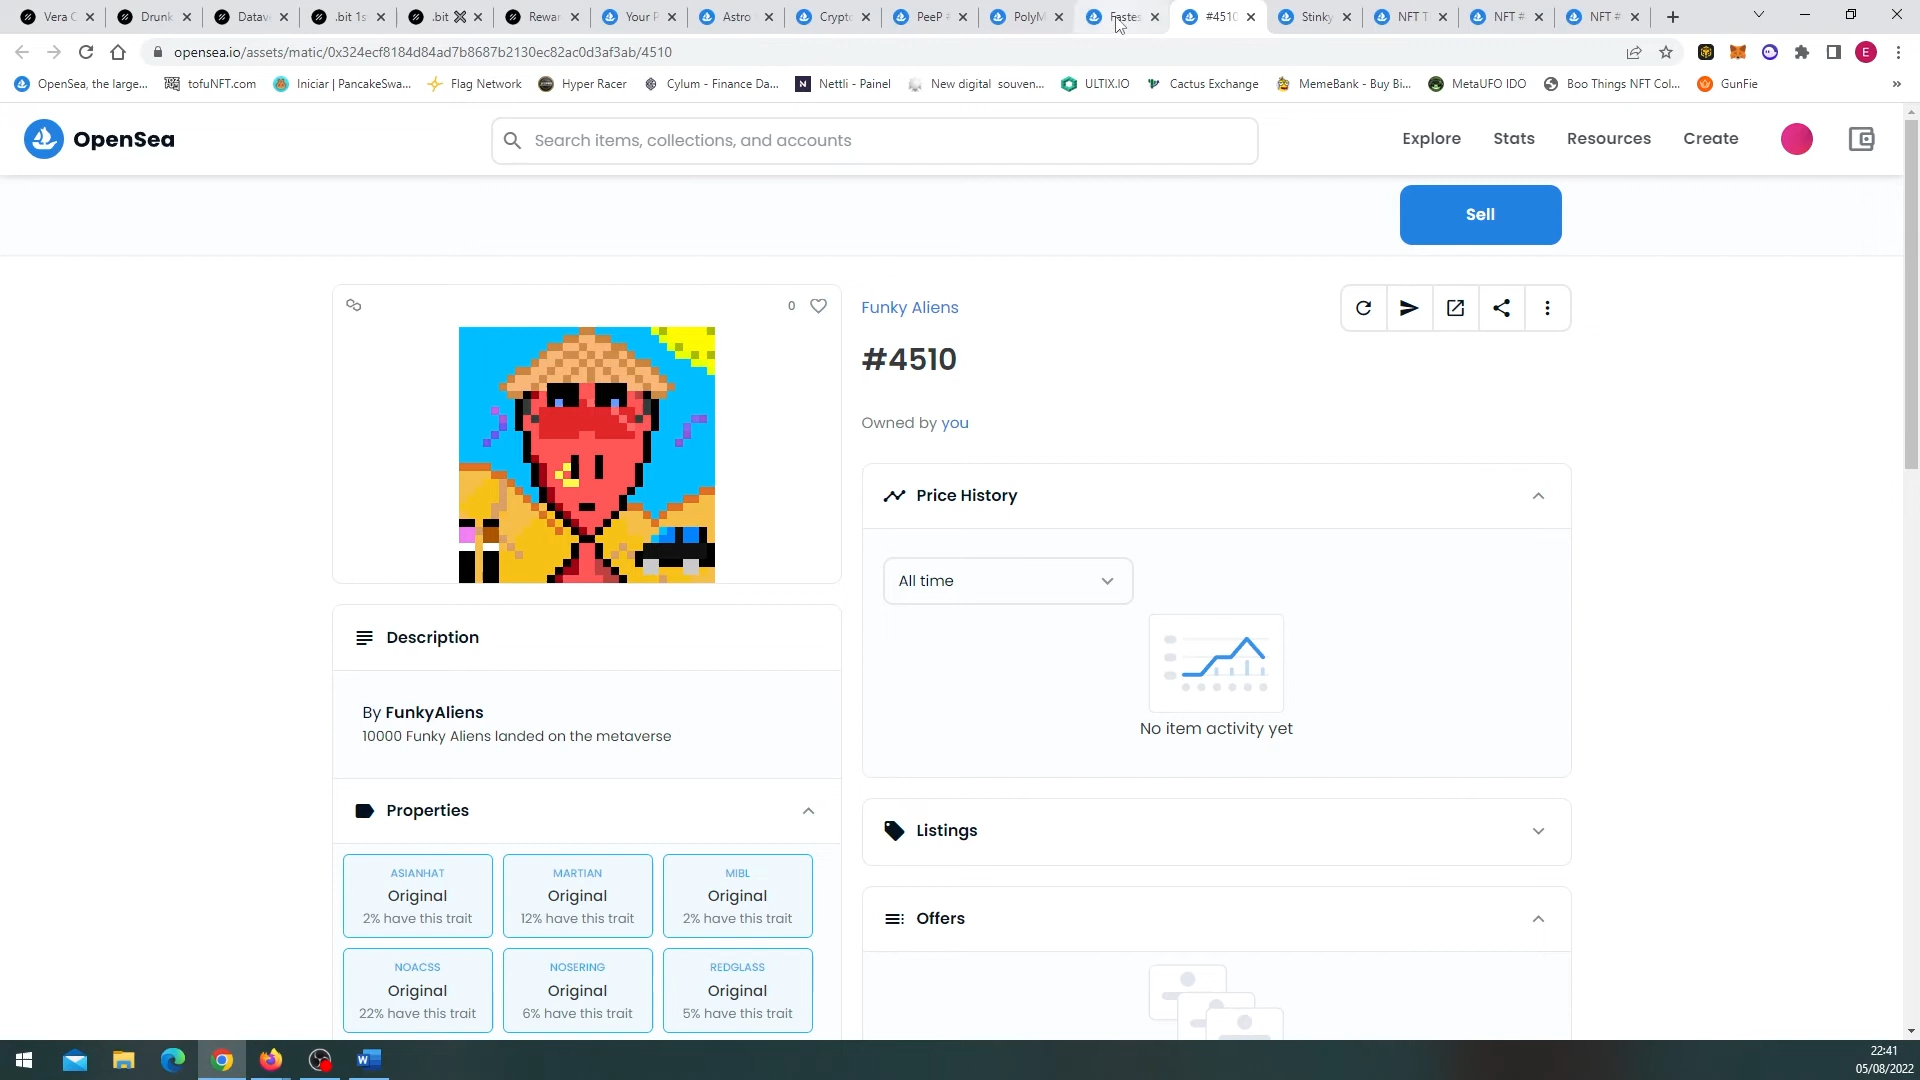 Vera C
Drunk
Datav
.bit 1s
.bit
Rewar
Your P
Astro
Crypto
PeeP #
PolyM
Fastes
#4510
Stinky
NFT T
NFT #
NFT #
opensea.io/assets/matic/0x324ecf8184d84ad7b8687b2130ec82ac0d3af3ab/4510
E
OpenSea, the large...
tofuNFT.com
Iniciar | PancakeSwa...
Flag Network
Hyper Racer
Cylum - Finance Da...
Nettli - Painel
New digital souven...
ULTIX.IO
Cactus Exchange
MemeBank - Buy Bi...
MetaUFO IDO
Boo Things NFT Col...
GunFie
»
OpenSea
Search items, collections, and accounts
Explore
Stats
Resources
Create
Sell
0
Funky Aliens
#4510
Owned by you
Price History
All time
No item activity yet
Description
By FunkyAliens
10000 Funky Aliens landed on the metaverse
Properties
ASIANHAT
Original
2% have this trait
MARTIAN
Original
12% have this trait
MIBL
Original
2% have this trait
NOACSS
Original
22% have this trait
NOSERING
Original
6% have this trait
REDGLASS
Original
5% have this trait
Listings
Offers
22:41
05/08/2022